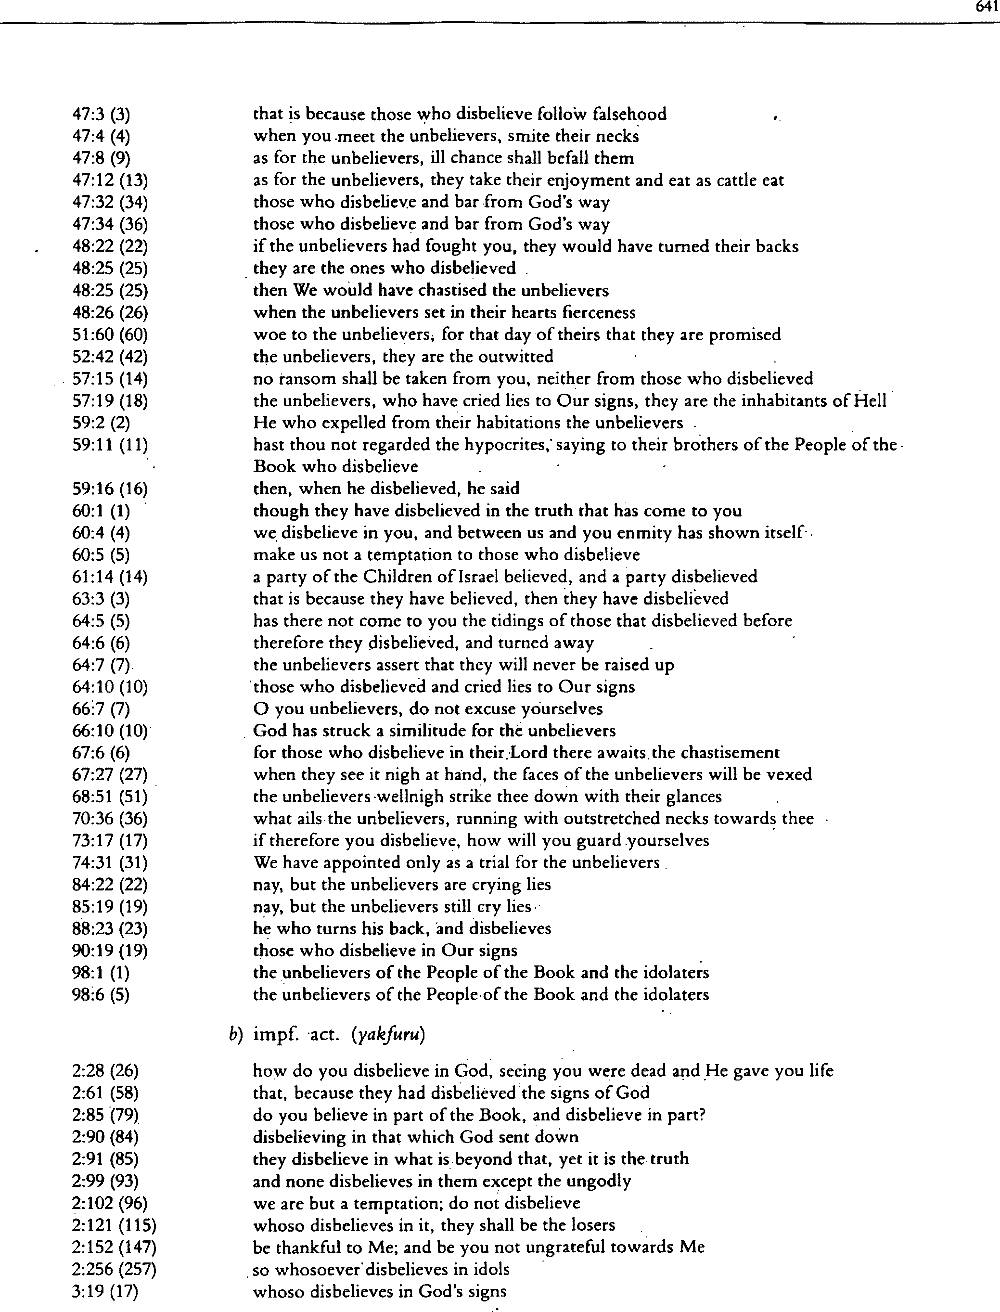 641
47:3 (3) that is because those who disbelieve follow falsehood
47:4 (4) when you meet the unbelievers, smite their necks
47:8 (9) as for the unbelievers, ill chance shall befall them
47:12 (13) as for the unbelievers, they take their enjoyment and eat as cattle eat
47:32 (34) those who disbelieve and bar from God's way
47:34 (36) those who disbelieve and bar from God's way
48:22 (22) if the unbelievers had fought you, they would have turned their backs
48:25 (25) they are the ones who disbelieved
48:25 (25) then We would have chastised the unbelievers
48:26 (26) when the unbelievers set in their hearts fierceness
51:60 (60) woe to the unbelievers, for that day of theirs that they are promised
52:42 (42) the unbelievers, they are the outwitted
57:15 (14) no ransom shall be taken from you, neither from those who disbelieved
57:19 (18) the unbelievers, who have cried lies to Our signs, they are the inhabitants of Hell
59:2 (2) He who expelled from their habitations the unbelievers
59:11 (11) hast thou not regarded the hypocrites, saying to their brothers of the People of the
Book who disbelieve
59:16 (16) then, when he disbelieved, he said
60:1 (1) though they have disbelieved in the truth that has come to you
60:4 (4) we disbelieve in you, and between us and you enmity has shown itself
60:5 (5) make us not a temptation to those who disbelieve
61:14 (14) a party of the Children of Israel believed, and a party disbelieved
63:3 (3) that is because they have believed, then they have disbelieved
64:5 (5) has there not come to you the tidings of those that disbelieved before
64:6 (6) therefore they disbelieved, and turned away
64:7 (7) the unbelievers assert that they will never be raised up
64:10 (10) those who disbelieved and cried lies to Our signs
66:7 (7) O you unbelievers, do not excuse yourselves
66:10 (10) God has struck a similitude for the unbelievers
67:6 (6) for those who disbelieve in their Lord there awaits the chastisement
67:27 (27) when they see it nigh at hand, the faces of the unbelievers will be vexed
68:51 (51) the unbelievers wellnigh strike thee down with their glances
70:36 (36) what ails the unbelievers, running with outstretched necks towards thee
73:17 (17) if therefore you disbelieve, how will you guard yourselves
74:31 (31) We have appointed only as a trial for the unbelievers
84:22 (22) nay, but the unbelievers are crying lies
85:19 (19) nay, but the unbelievers still cry lies
88:23 (23) he who turns his back, and disbelieves
90:19 (19) those who disbelieve in Our signs
98:1 (1) the unbelievers of the People of the Book and the idolaters
98:6 (5) the unbelievers of the People of the Book and the idolaters
b) impf. act. (yakfuru)
2:28 (26) how do you disbelieve in God, seeing you were dead and He gave you life
2:61 (58) that, because they had disbelieved the signs of God
2:85 (79) do you believe in part of the Book, and disbelieve in part?
2:90 (84) disbelieving in that which God sent down
2:91 (85) they disbelieve in what is beyond that, yet it is the truth
2:99 (93) and none disbelieves in them except the ungodly
2:102 (96) we are but a temptation; do not disbelieve
2:121 (115) whoso disbelieves in it, they shall be the losers
2:152 (147) be thankful to Me; and be you not ungrateful towards Me
2:256 (257) so whosoever disbelieves in idols
3:19 (17) whoso disbelieves in God's signs